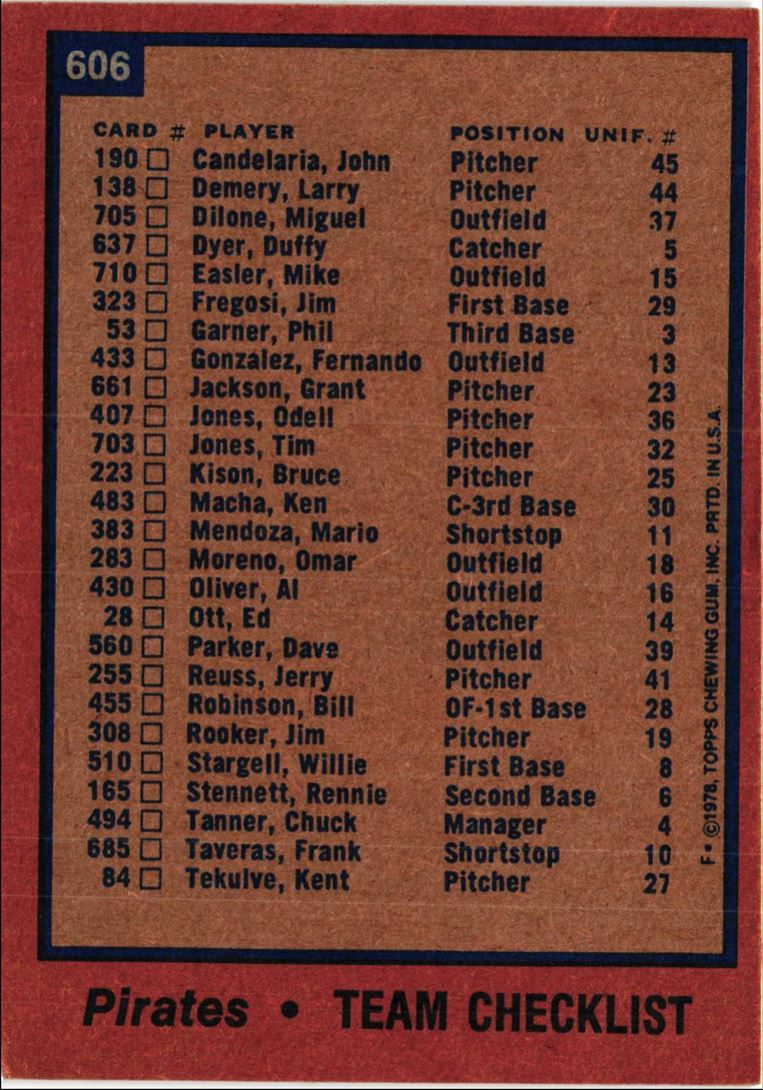 606
CARD # PLAYER POSITION UNIF. #
190 Candelaria, John Pitcher 45
138 Demery, Larry Pitcher 44
705 Dilone, Miguel Outfield 37
637 Dyer, Duffy Catcher 5
710 Easler, Mike Outfield 15
323 Fregosi, Jim First Base 29
53 Garner, Phil Third Base 3
433 Gonzalez, Fernando Outfield 13
661 Jackson, Grant Pitcher 23
407 Jones, Odell Pitcher 36
703 Jones, Tim Pitcher 32
223 Kison, Bruce Pitcher 25
483 Macha, Ken C-3rd Base 30
383 Mendoza, Mario Shortstop 11
283 Moreno, Omar Outfield 18
430 Oliver, Al Outfield 16
28 Ott, Ed Catcher 14
560 Parker, Dave Outfield 39
255 Reuss, Jerry Pitcher 41
455 Robinson, Bill OF-1st Base 28
308 Rooker, Jim Pitcher 19
510 Stargell, Willie First Base 8
165 Stennett, Rennie Second Base 6
494 Tanner, Chuck Manager 4
685 Taveras, Frank Shortstop 10
84 Tekulve, Kent Pitcher 27
F* ©1978, TOPPS CHEWING GUM, INC. PRTD. IN U.S.A.
Pirates • TEAM CHECKLIST